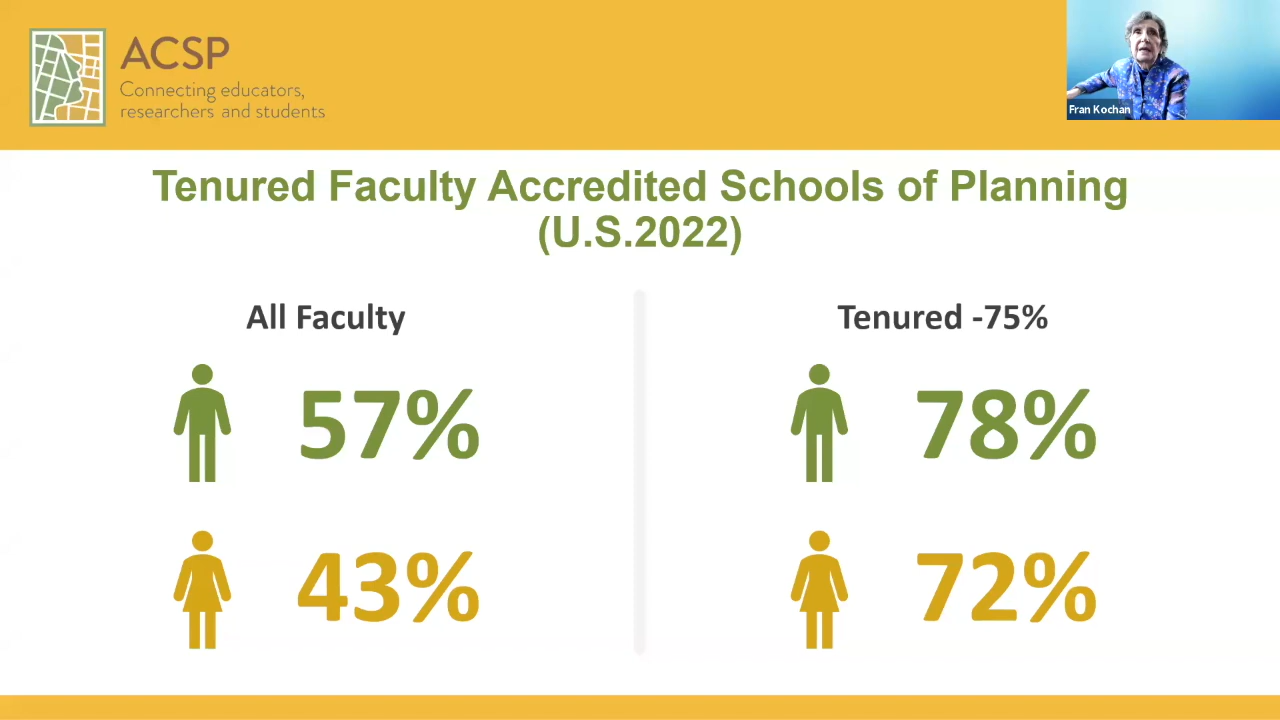 ACSP
Connecting educators,
researchers and students
Fran Kochan
Tenured Faculty Accredited Schools of Planning
(U.S.2022)
All Faculty
57%
43%
Tenured -75%
78%
72%